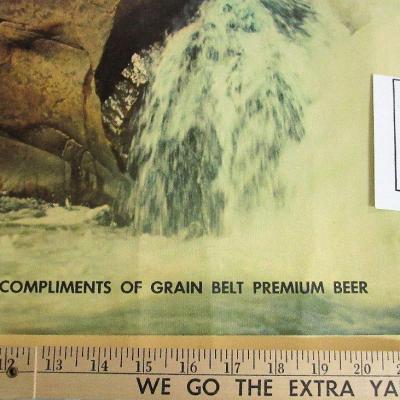 COMPLIMENTS OF GRAIN BELT PREMIUM BEER
12 13 14 15 16 17 18 19 20
WE GO THE EXTRA YA